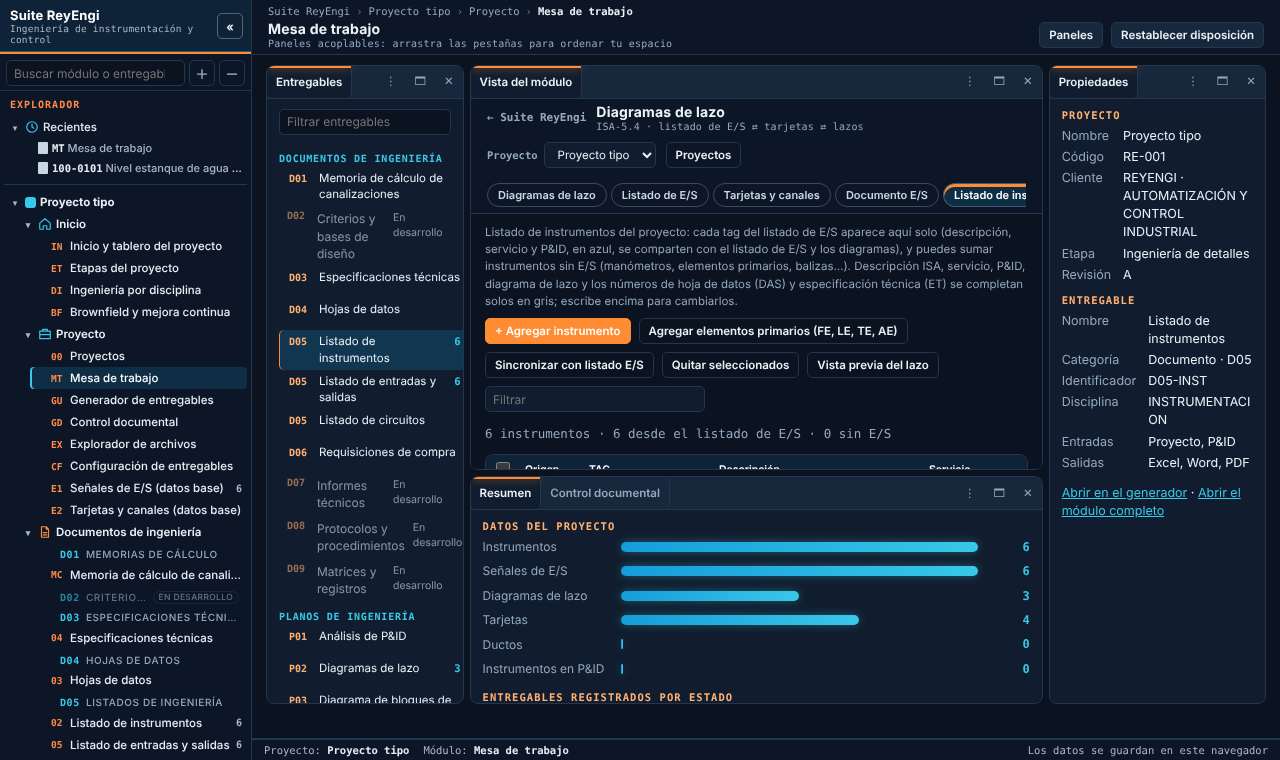 Suite ReyEngi
Ingeniería de instrumentación y
control
«
Buscar módulo o entregabl
+
−
EXPLORADOR
Recientes
MT Mesa de trabajo
100-0101 Nivel estanque de agua ...
Proyecto tipo
Inicio
IN Inicio y tablero del proyecto
ET Etapas del proyecto
DI Ingeniería por disciplina
BF Brownfield y mejora continua
Proyecto
00 Proyectos
MT Mesa de trabajo
GU Generador de entregables
GD Control documental
EX Explorador de archivos
CF Configuración de entregables
E1 Señales de E/S (datos base) 6
E2 Tarjetas y canales (datos base)
Documentos de ingeniería
D01 MEMORIAS DE CÁLCULO
MC Memoria de cálculo de canali...
D02 CRITERIO... EN DESARROLLO
D03 ESPECIFICACIONES TÉCNI...
04 Especificaciones técnicas
D04 HOJAS DE DATOS
03 Hojas de datos
D05 LISTADOS DE INGENIERÍA
02 Listado de instrumentos 6
05 Listado de entradas y salidas 6
Suite ReyEngi › Proyecto tipo › Proyecto › Mesa de trabajo
Mesa de trabajo
Paneles acoplables: arrastra las pestañas para ordenar tu espacio
Paneles
Restablecer disposición
Entregables
Filtrar entregables
DOCUMENTOS DE INGENIERÍA
D01 Memoria de cálculo de
canalizaciones
D02 Criterios y
bases de
diseño
En
desarrollo
D03 Especificaciones técnicas
D04 Hojas de datos
D05 Listado de
instrumentos
6
D05 Listado de entradas y
salidas
6
D05 Listado de circuitos
D06 Requisiciones de compra
D07 Informes
técnicos
En
desarrollo
D08 Protocolos y
procedimientos
En
desarrollo
D09 Matrices y
registros
En
desarrollo
PLANOS DE INGENIERÍA
P01 Análisis de P&ID
P02 Diagramas de lazo 3
P03 Diagrama de bloques de
Vista del módulo
← Suite ReyEngi
Diagramas de lazo
ISA-5.4 · listado de E/S ⇄ tarjetas ⇄ lazos
Proyecto
Proyecto tipo
Proyectos
Diagramas de lazo
Listado de E/S
Tarjetas y canales
Documento E/S
Listado de ins
Listado de instrumentos del proyecto: cada tag del listado de E/S aparece aquí solo (descripción,
servicio y P&ID, en azul, se comparten con el listado de E/S y los diagramas), y puedes sumar
instrumentos sin E/S (manómetros, elementos primarios, balizas…). Descripción ISA, servicio, P&ID,
diagrama de lazo y los números de hoja de datos (DAS) y especificación técnica (ET) se completan
solos en gris; escribe encima para cambiarlos.
+ Agregar instrumento
Agregar elementos primarios (FE, LE, TE, AE)
Sincronizar con listado E/S
Quitar seleccionados
Vista previa del lazo
Filtrar
6 instrumentos · 6 desde el listado de E/S · 0 sin E/S
Origen TAG Descripción Servicio
Resumen
Control documental
DATOS DEL PROYECTO
Instrumentos 6
Señales de E/S 6
Diagramas de lazo 3
Tarjetas 4
Ductos 0
Instrumentos en P&ID 0
ENTREGABLES REGISTRADOS POR ESTADO
Propiedades
PROYECTO
Nombre Proyecto tipo
Código RE-001
Cliente REYENGI ·
AUTOMATIZACIÓN Y
CONTROL
INDUSTRIAL
Etapa Ingeniería de detalles
Revisión A
ENTREGABLE
Nombre Listado de
instrumentos
Categoría Documento · D05
Identificador D05-INST
Disciplina INSTRUMENTACI
ON
Entradas Proyecto, P&ID
Salidas Excel, Word, PDF
Abrir en el generador · Abrir el
módulo completo
Proyecto: Proyecto tipo Módulo: Mesa de trabajo
Los datos se guardan en este navegador